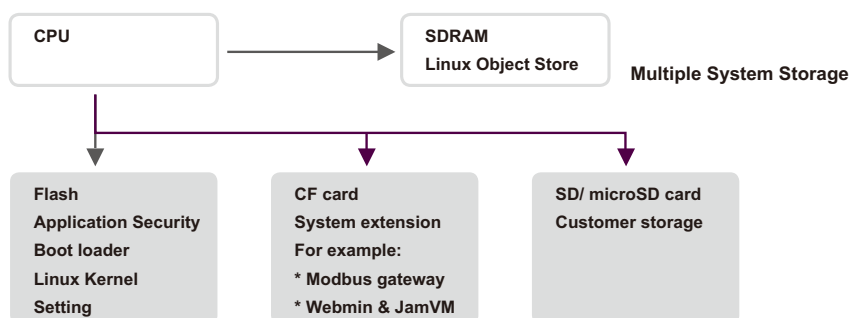 CPU
SDRAM
Linux Object Store
Multiple System Storage
Flash
Application Security
Boot loader
Linux Kernel
Setting
CF card
System extension
For example:
* Modbus gateway
* Webmin & JamVM
SD/ microSD card
Customer storage